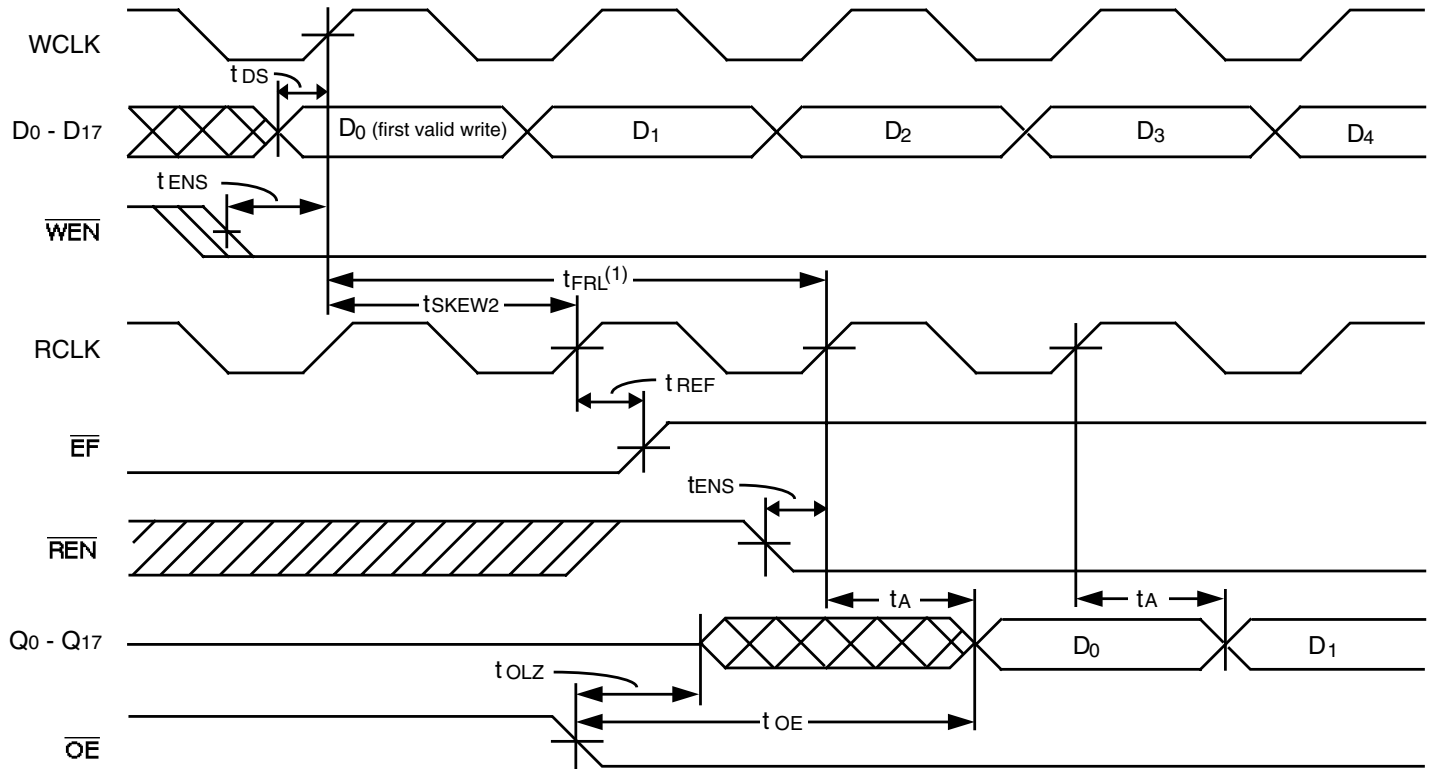 WCLK
tDS
D0 - D17
D0 (first valid write)
D1
D2
D3
D4
tENS
WEN
tFRL(1)
tSKEW2
RCLK
tREF
EF
tENS
REN
tA
tA
Q0 - Q17
D0
D1
tOLZ
tOE
OE